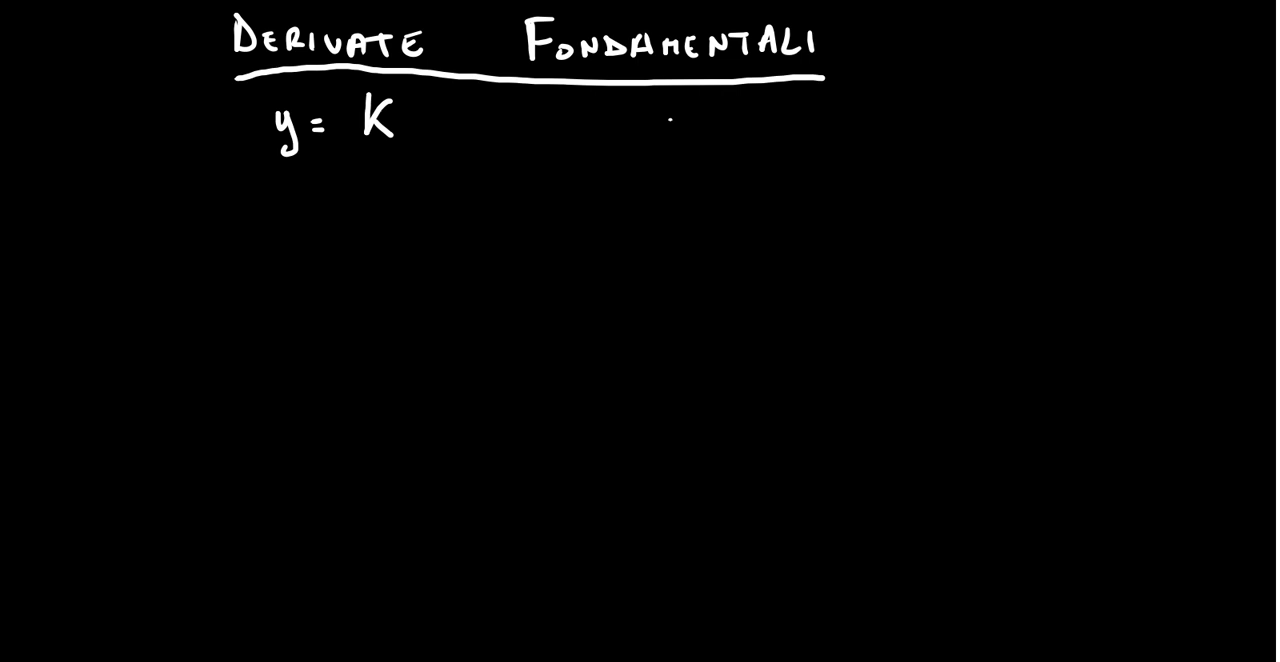 DERIVATE FONDAMENTALI
y = K